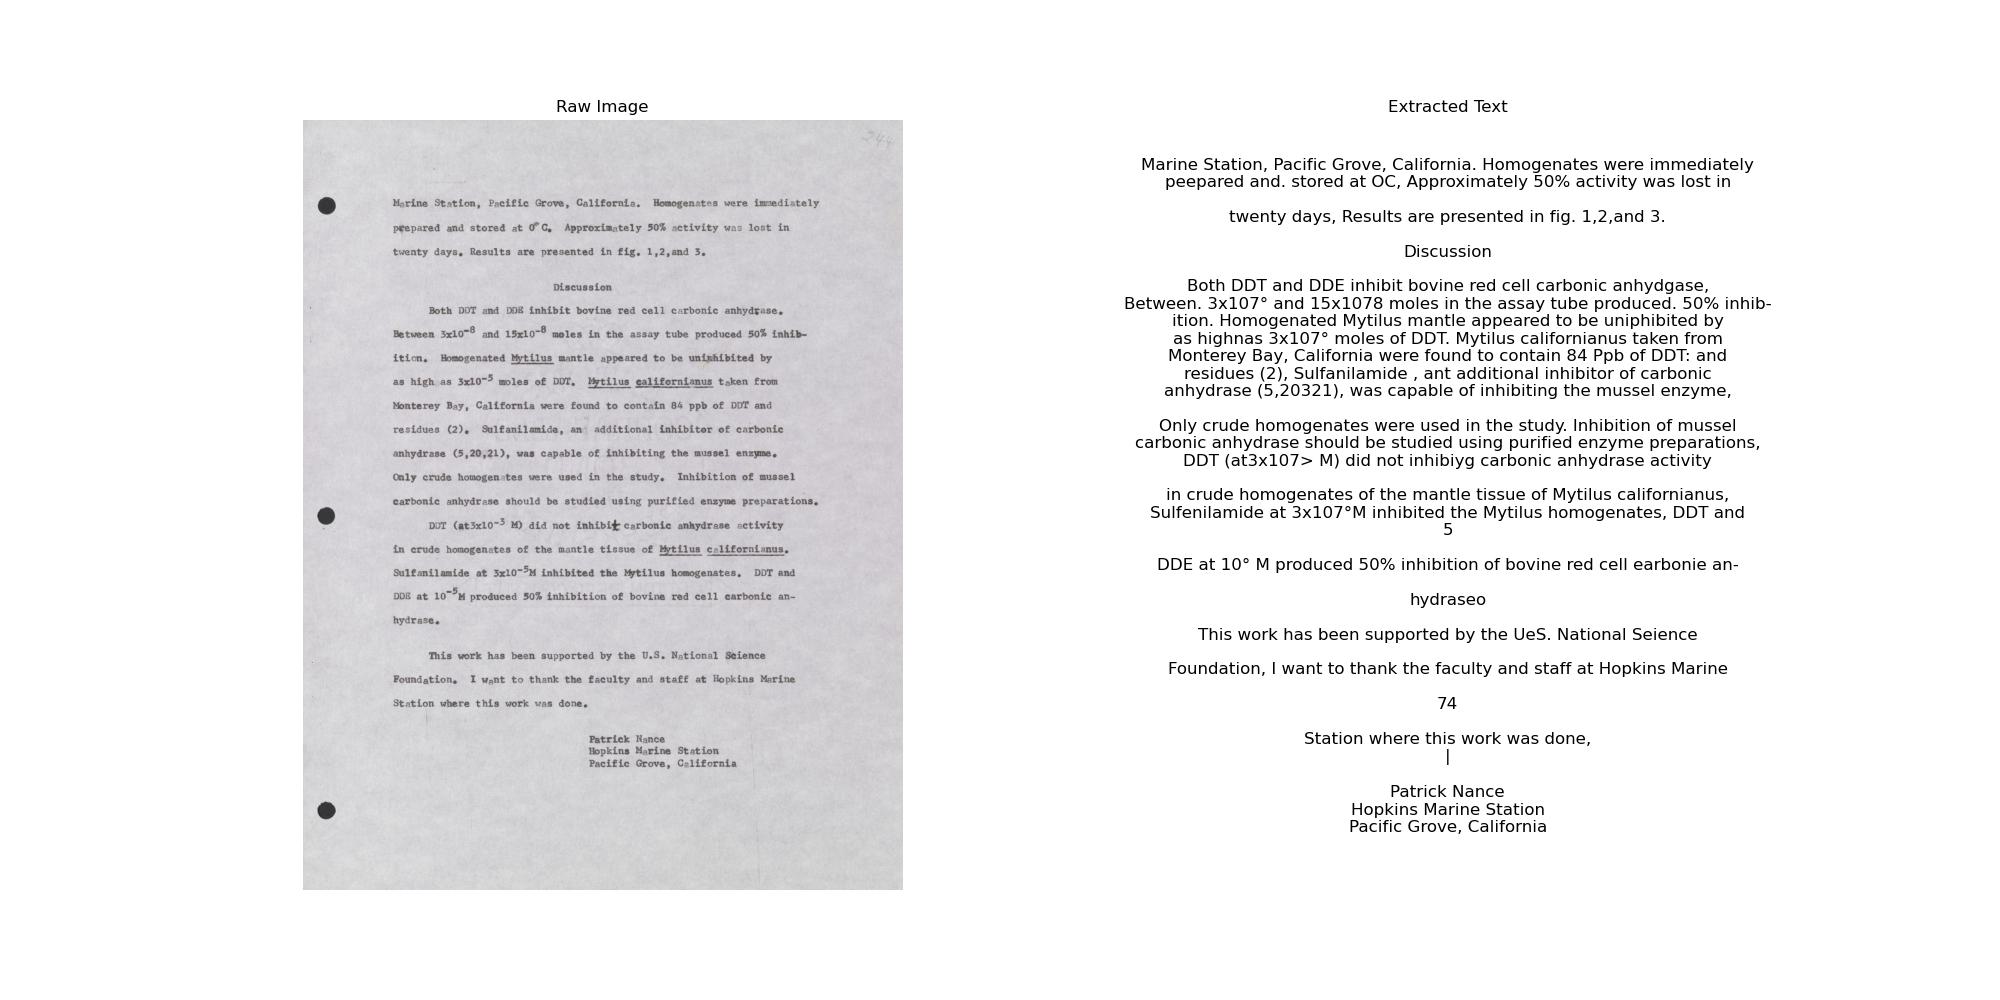 Raw Image
244
Marine Station, Pacific Grove, California. Homogenates were immediately
prepared and stored at 0°C. Approximately 50% activity was lost in
twenty days. Results are presented in fig. 1,2,and 3.
Discussion
Both DDT and DDE inhibit bovine red cell carbonic anhydrase.
Between 3x10⁻⁸ and 15x10⁻⁸ moles in the assay tube produced 50% inhib-
ition. Homogenated Mytilus mantle appeared to be uninhibited by
as high as 3x10⁻⁵ moles of DDT. Mytilus californianus taken from
Monterey Bay, California were found to contain 84 ppb of DDT and
residues (2). Sulfanilamide, an additional inhibitor of carbonic
anhydrase (5,20,21), was capable of inhibiting the mussel enzyme.
Only crude homogenates were used in the study. Inhibition of mussel
carbonic anhydrase should be studied using purified enzyme preparations.
DDT (at3x10⁻³ M) did not inhibit carbonic anhydrase activity
in crude homogenates of the mantle tissue of Mytilus californianus.
Sulfanilamide at 3x10⁻⁵M inhibited the Mytilus homogenates. DDT and
DDE at 10⁻⁵M produced 50% inhibition of bovine red cell carbonic an-
hydrase.
This work has been supported by the U.S. National Science
Foundation. I want to thank the faculty and staff at Hopkins Marine
Station where this work was done.
Patrick Nance
Hopkins Marine Station
Pacific Grove, California
Extracted Text
Marine Station, Pacific Grove, California. Homogenates were immediately
peepared and. stored at OC, Approximately 50% activity was lost in
twenty days, Results are presented in fig. 1,2,and 3.
Discussion
Both DDT and DDE inhibit bovine red cell carbonic anhydgase,
Between. 3x107° and 15x1078 moles in the assay tube produced. 50% inhib-
ition. Homogenated Mytilus mantle appeared to be uniphibited by
as highnas 3x107° moles of DDT. Mytilus californianus taken from
Monterey Bay, California were found to contain 84 Ppb of DDT: and
residues (2), Sulfanilamide , ant additional inhibitor of carbonic
anhydrase (5,20321), was capable of inhibiting the mussel enzyme,
Only crude homogenates were used in the study. Inhibition of mussel
carbonic anhydrase should be studied using purified enzyme preparations,
DDT (at3x107> M) did not inhibiyg carbonic anhydrase activity
in crude homogenates of the mantle tissue of Mytilus californianus,
Sulfenilamide at 3x107°M inhibited the Mytilus homogenates, DDT and
5
DDE at 10° M produced 50% inhibition of bovine red cell earbonie an-
hydraseo
This work has been supported by the UeS. National Seience
Foundation, I want to thank the faculty and staff at Hopkins Marine
74
Station where this work was done,
|
Patrick Nance
Hopkins Marine Station
Pacific Grove, California